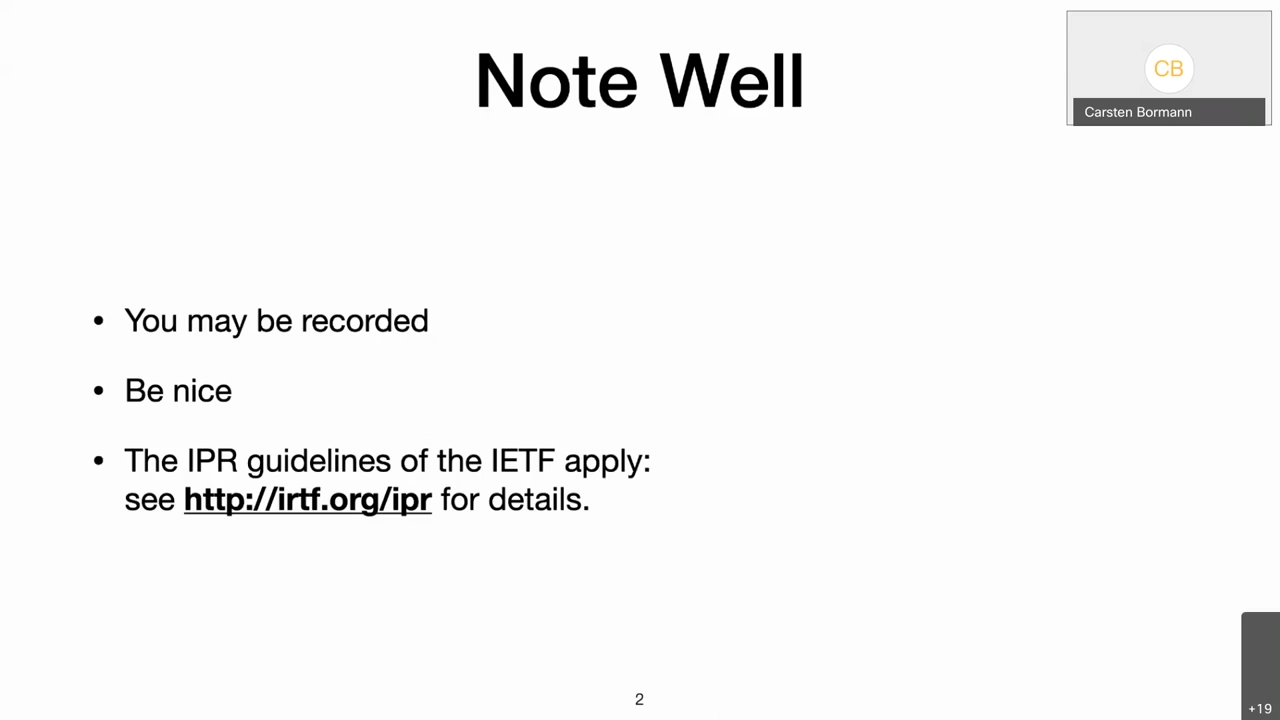 Note Well
CB
Carsten Bormann
• You may be recorded
• Be nice
• The IPR guidelines of the IETF apply:
see http://irtf.org/ipr for details.
2
+19